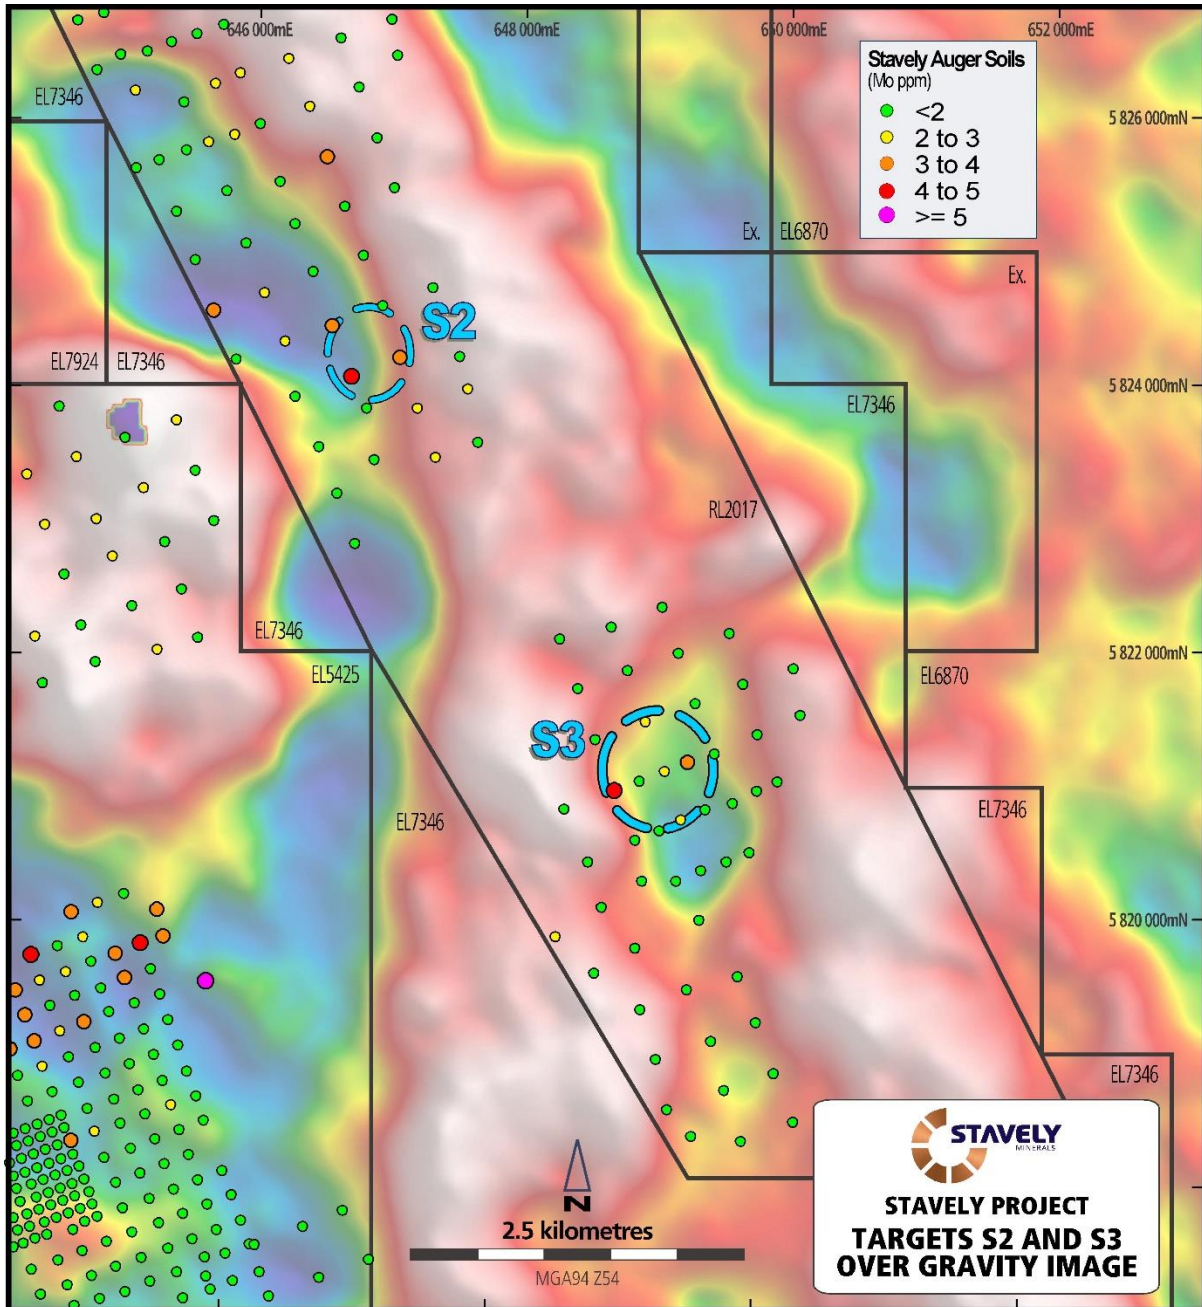 646 000mE
648 000mE
650 000mE
652 000mE
Stavely Auger Soils
(Mo ppm)
<2
2 to 3
3 to 4
4 to 5
>= 5
EL7346
5 826 000mN
Ex.
EL6870
Ex.
S2
EL7924
EL7346
5 824 000mN
EL7346
RL2017
EL7346
EL5425
5 822 000mN
EL6870
S3
EL7346
EL7346
5 820 000mN
EL7346
N
2.5 kilometres
MGA94 Z54
STAVELY
MINERALS
STAVELY PROJECT
TARGETS S2 AND S3
OVER GRAVITY IMAGE